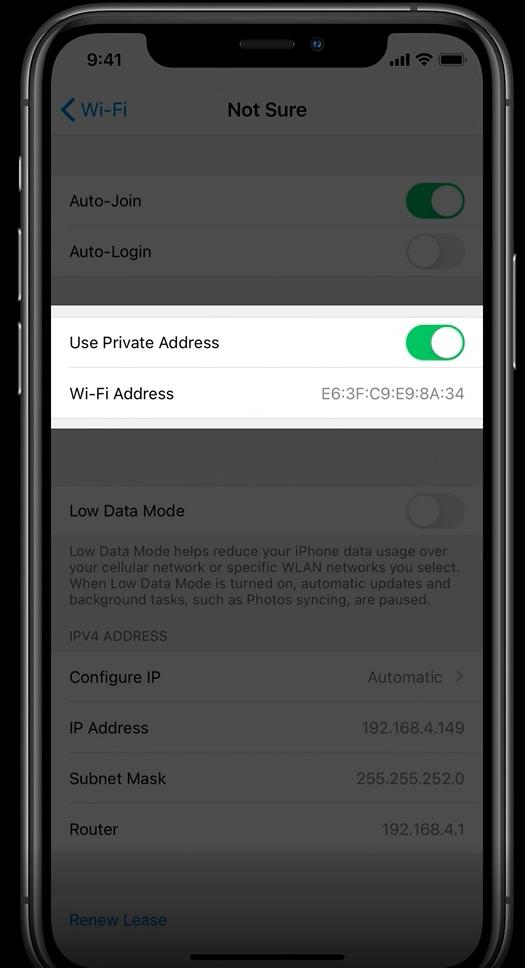 9:41
Wi-Fi
Not Sure
Auto-Join
Auto-Login
Use Private Address
Wi-Fi Address E6:3F:C9:E9:8A:34
Low Data Mode
Low Data Mode helps reduce your iPhone data usage over
your cellular network or specific WLAN networks you select.
When Low Data Mode is turned on, automatic updates and
background tasks, such as Photos syncing, are paused.
IPV4 ADDRESS
Configure IP Automatic
IP Address 192.168.4.149
Subnet Mask 255.255.252.0
Router 192.168.4.1
Renew Lease